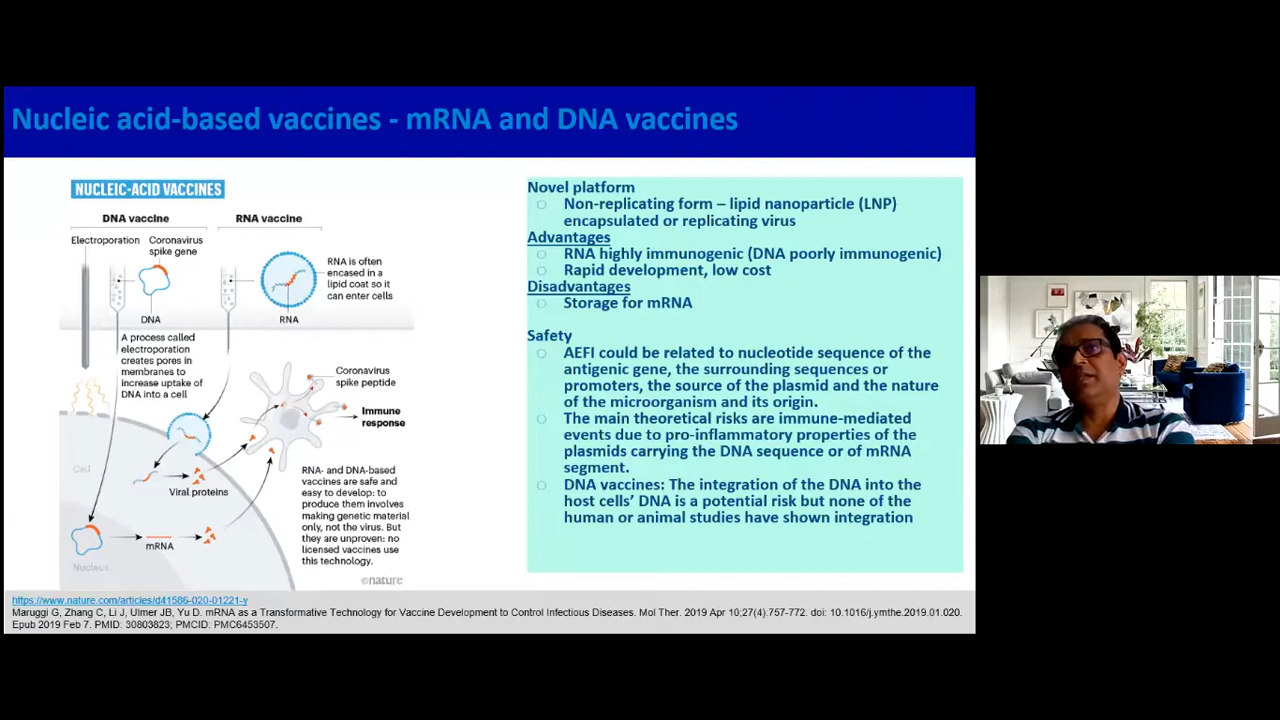 Nucleic acid-based vaccines - mRNA and DNA vaccines
NUCLEIC-ACID VACCINES
DNA vaccine
RNA vaccine
Electroporation
Coronavirus
spike gene
RNA is often
encased in a
lipid coat so it
can enter cells
DNA
RNA
A process called
electroporation
creates pores in
membranes to
increase uptake of
DNA into a cell
Coronavirus
spike peptide
Immune
response
Cell
Viral proteins
RNA- and DNA-based
vaccines are safe and
easy to develop: to
produce them involves
making genetic material
only, not the virus. But
they are unproven: no
licensed vaccines use
this technology.
mRNA
Nucleus
©nature
Novel platform
Non-replicating form – lipid nanoparticle (LNP)
encapsulated or replicating virus
Advantages
RNA highly immunogenic (DNA poorly immunogenic)
Rapid development, low cost
Disadvantages
Storage for mRNA
Safety
AEFI could be related to nucleotide sequence of the
antigenic gene, the surrounding sequences or
promoters, the source of the plasmid and the nature
of the microorganism and its origin.
The main theoretical risks are immune-mediated
events due to pro-inflammatory properties of the
plasmids carrying the DNA sequence or of mRNA
segment.
DNA vaccines: The integration of the DNA into the
host cells’ DNA is a potential risk but none of the
human or animal studies have shown integration
https://www.nature.com/articles/d41586-020-01221-y
Maruggi G, Zhang C, Li J, Ulmer JB, Yu D. mRNA as a Transformative Technology for Vaccine Development to Control Infectious Diseases. Mol Ther. 2019 Apr 10;27(4):757-772. doi: 10.1016/j.ymthe.2019.01.020.
Epub 2019 Feb 7. PMID: 30803823; PMCID: PMC6453507.